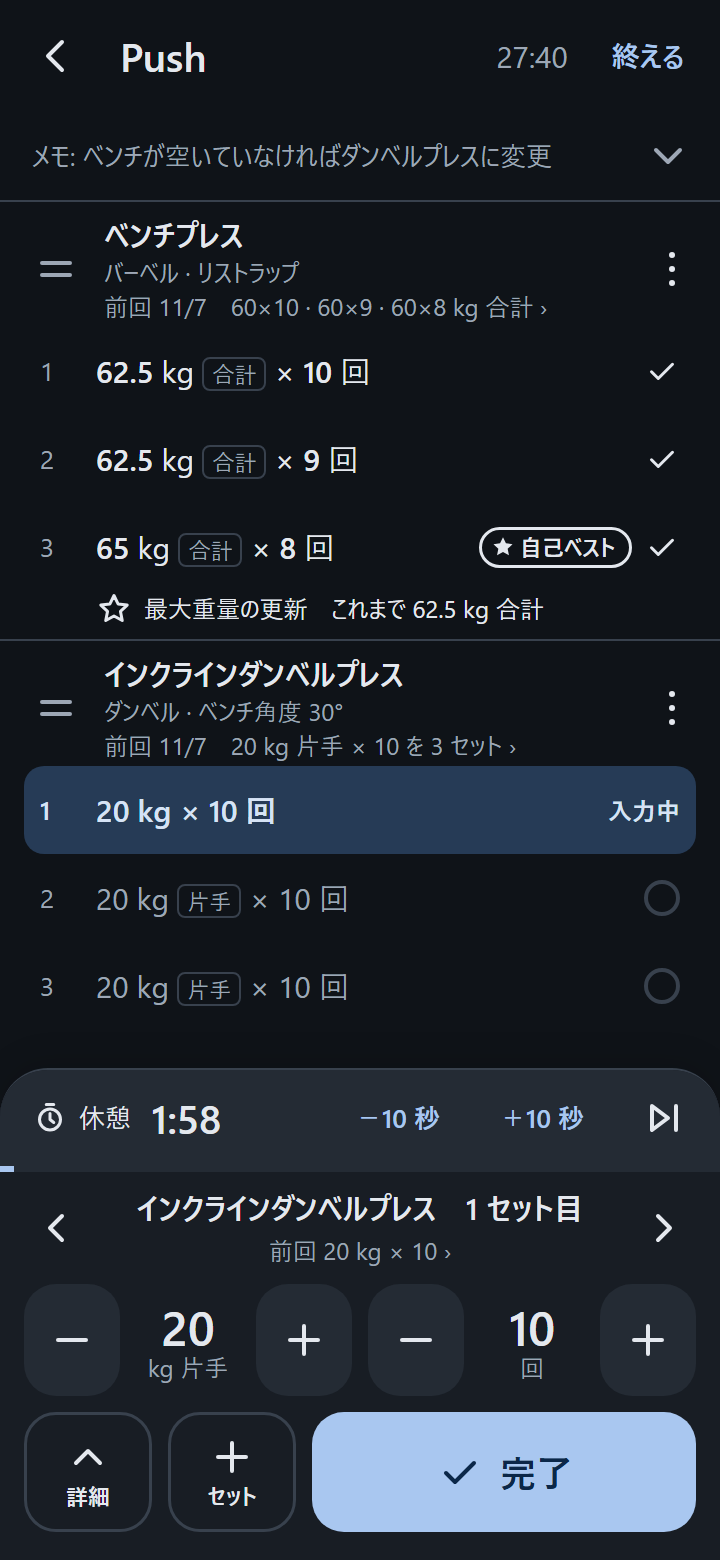 Push 27:40 終える
メモ: ベンチが空いていなければダンベルプレスに変更
ベンチプレス
バーベル · リストラップ
前回 11/7 60×10 · 60×9 · 60×8 kg 合計 ›
1 62.5 kg 合計 × 10 回
2 62.5 kg 合計 × 9 回
3 65 kg 合計 × 8 回 自己ベスト
最大重量の更新 これまで 62.5 kg 合計
インクラインダンベルプレス
ダンベル · ベンチ角度 30°
前回 11/7 20 kg 片手 × 10 を 3 セット ›
1 20 kg × 10 回 入力中
2 20 kg 片手 × 10 回
3 20 kg 片手 × 10 回
休憩 1:58 −10 秒 +10 秒
インクラインダンベルプレス 1 セット目
前回 20 kg × 10 ›
20 10
kg 片手 回
詳細 セット 完了